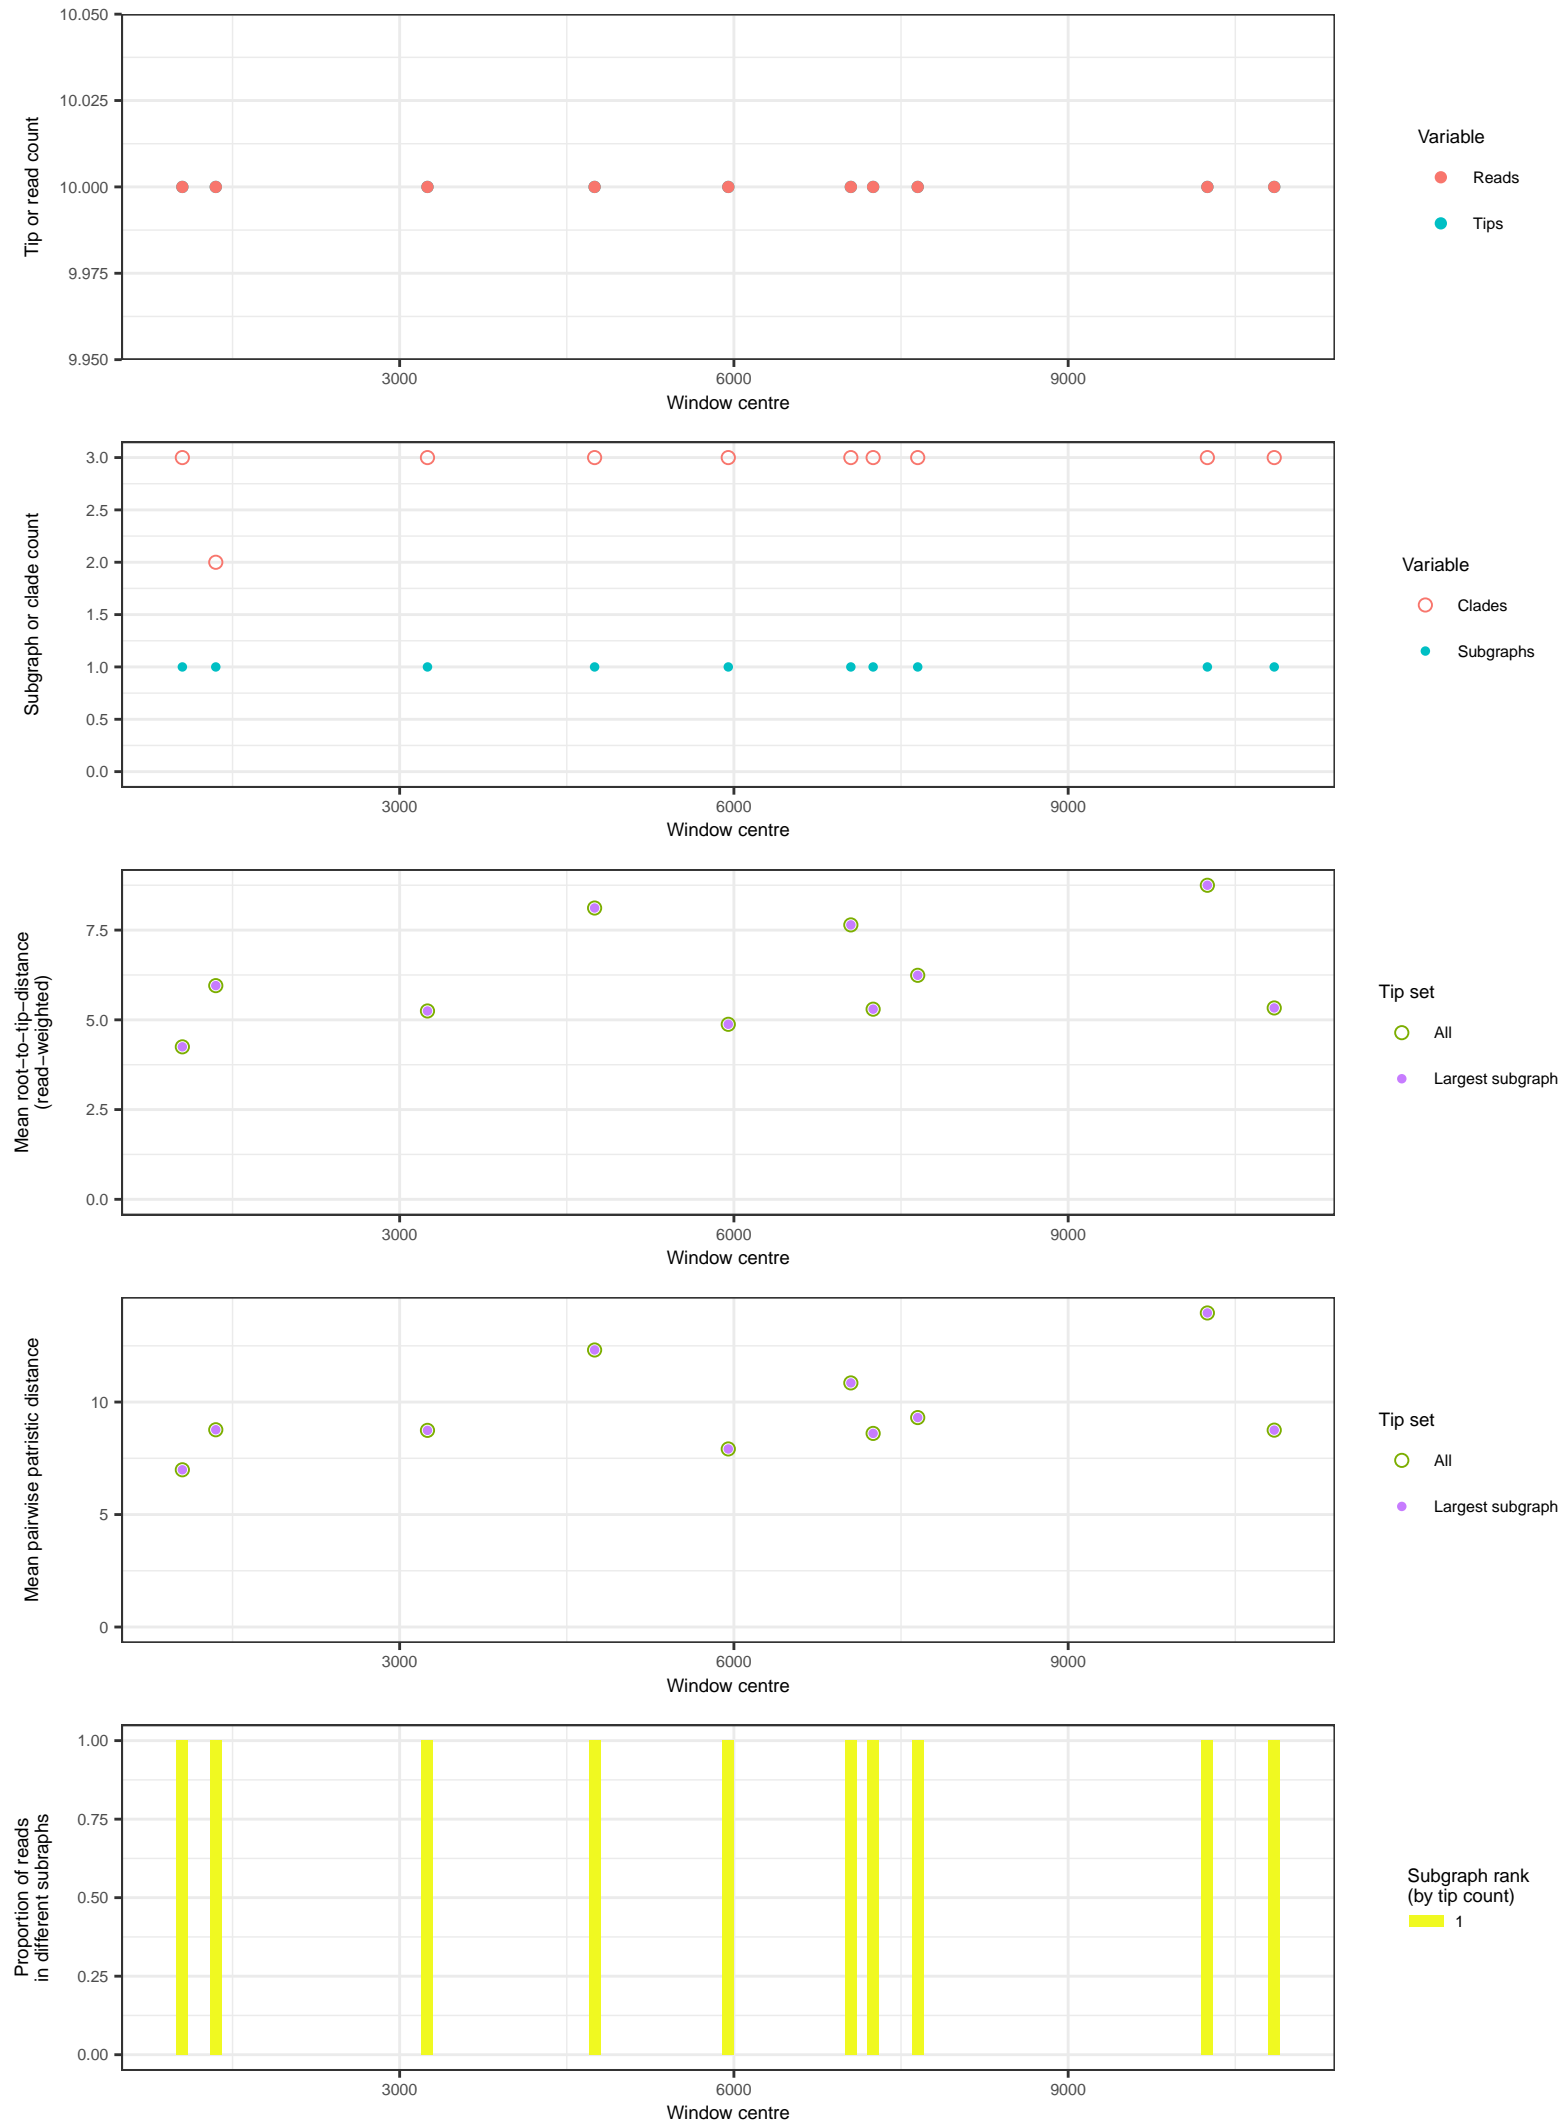 10.050
10.025
10.000
9.975
9.950
Tip or read count
3000
6000
9000
Window centre
Variable
Reads
Tips
3.0
2.5
2.0
1.5
1.0
0.5
0.0
Subgraph or clade count
3000
6000
9000
Window centre
Variable
Clades
Subgraphs
7.5
5.0
2.5
0.0
Mean root−to−tip−distance
(read−weighted)
3000
6000
9000
Window centre
Tip set
All
Largest subgraph
10
5
0
Mean pairwise patristic distance
3000
6000
9000
Window centre
Tip set
All
Largest subgraph
1.00
0.75
0.50
0.25
0.00
Proportion of reads
in different subraphs
3000
6000
9000
Window centre
Subgraph rank
(by tip count)
1